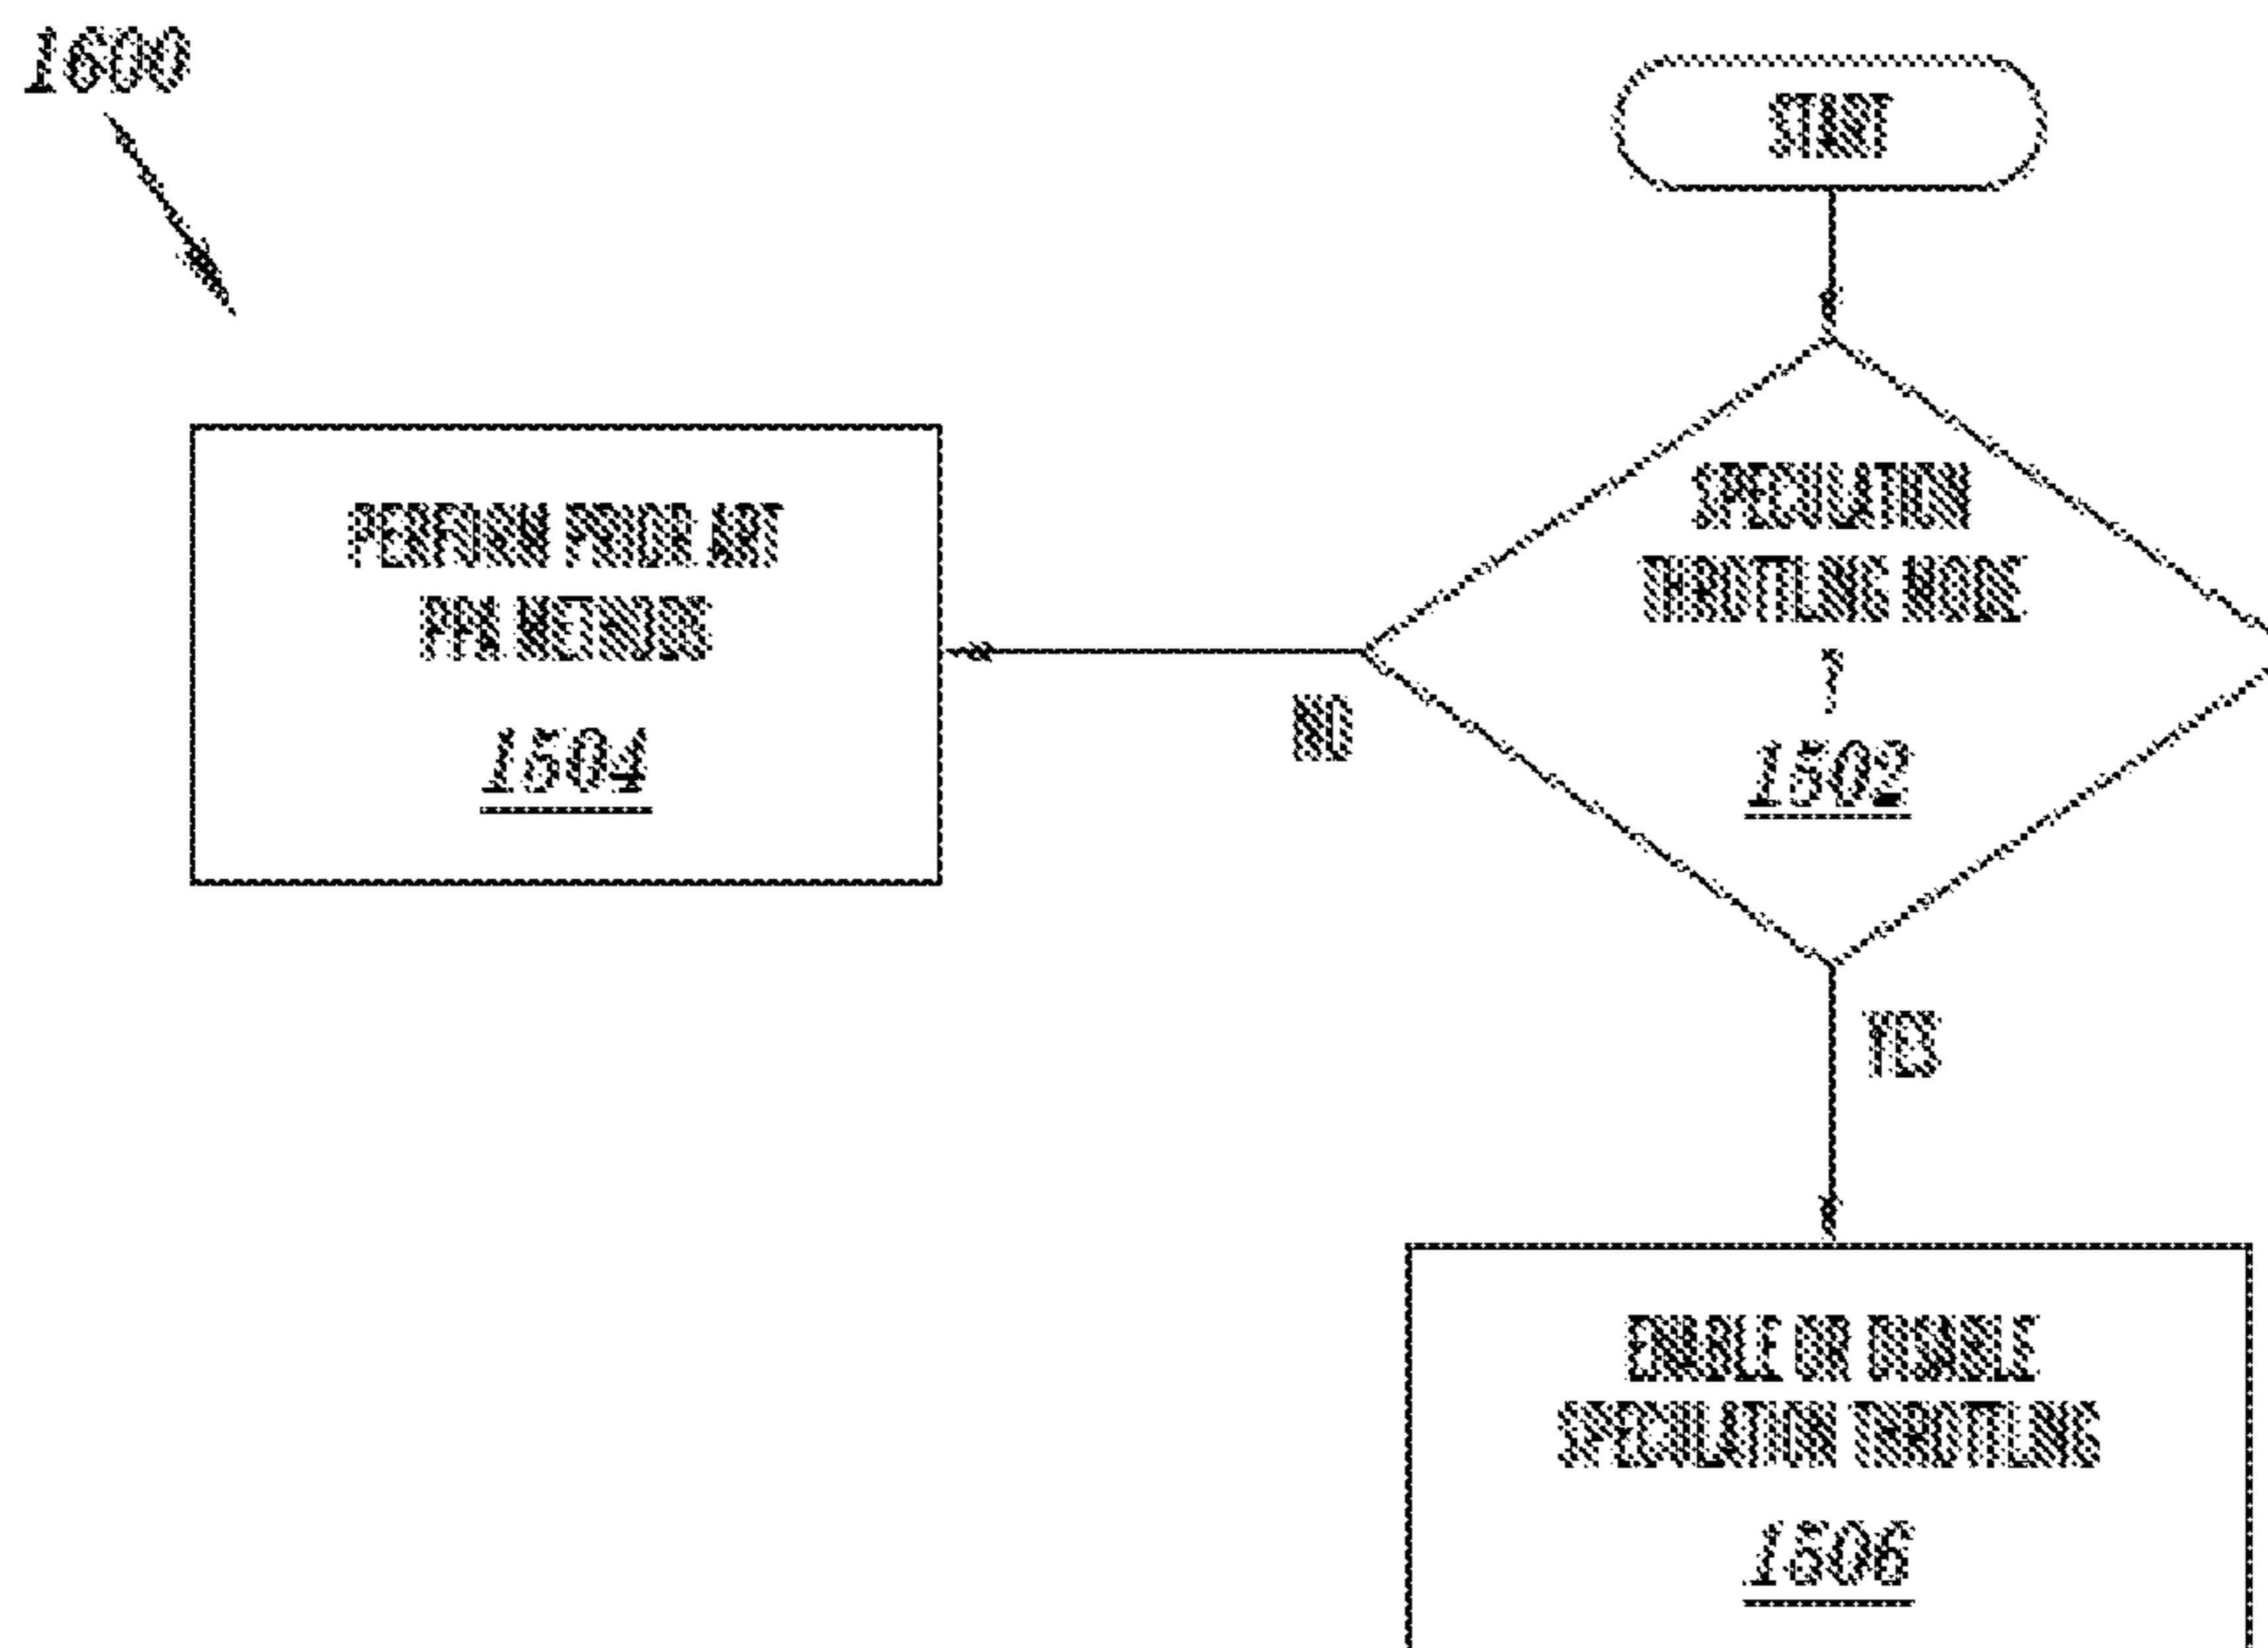 1600
START
SPECULATION
THROTTLING MODE
?
1502
NO
PERFORM PRIOR ART
PPM METHODS
1504
YES
ENABLE OR DISABLE
SPECULATION THROTTLING
1506